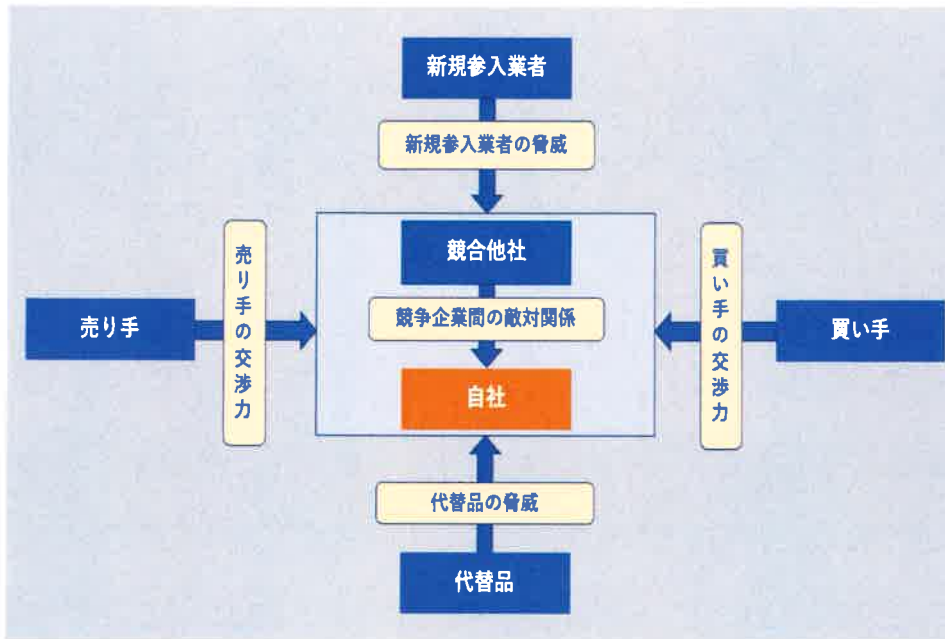 新規参入業者
新規参入業者の脅威
競合他社
売り手の交渉力
買い手の交渉力
売り手
競争企業間の敵対関係
買い手
自社
代替品の脅威
代替品